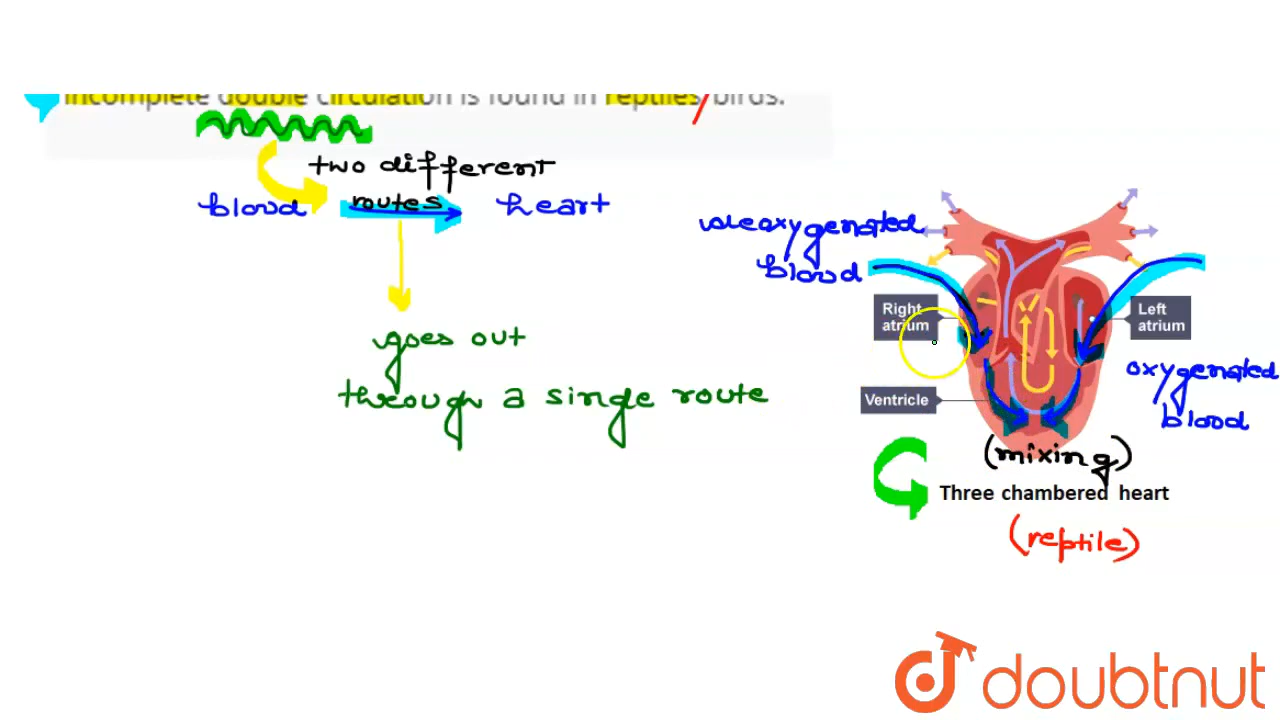 incomplete double circulation is found in reptiles/birds.
two different
blood routes heart
goes out
through a single route
deoxygenated
blood
Right
atrium
Left
atrium
oxygenated
blood
Ventricle
(mixing)
Three chambered heart
(reptile)
doubtnut